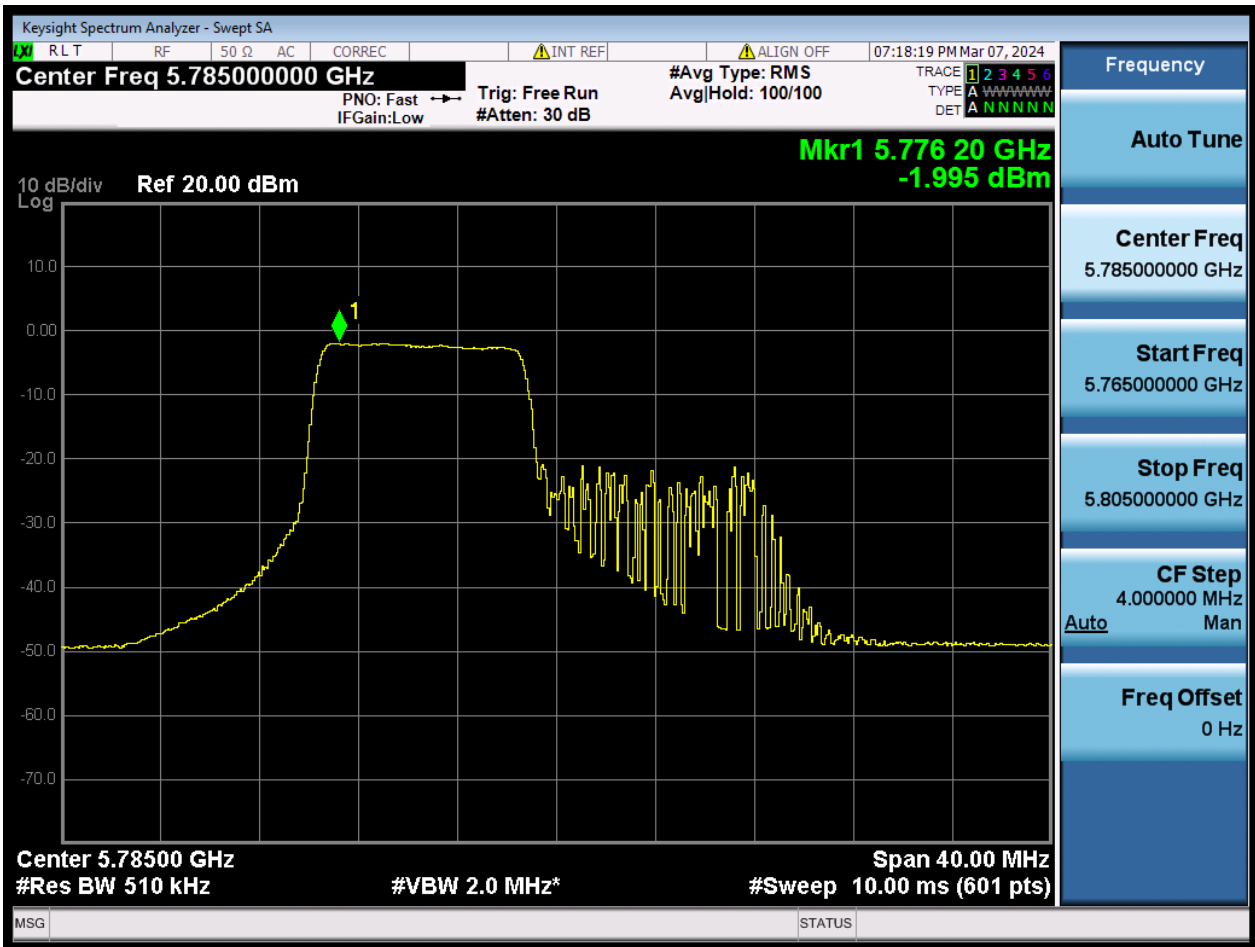 Keysight Spectrum Analyzer - Swept SA
LXI RLT RF 50 Ω AC CORREC INT REF ALIGN OFF 07:18:19 PM Mar 07, 2024
Center Freq 5.785000000 GHz
PNO: Fast
IFGain:Low
Trig: Free Run
#Atten: 30 dB
#Avg Type: RMS
Avg|Hold: 100/100
TRACE 1 2 3 4 5 6
TYPE A WWWWW
DET A N N N N N
Mkr1 5.776 20 GHz
-1.995 dBm
10 dB/div Ref 20.00 dBm
Log
10.0
0.00
1
-10.0
-20.0
-30.0
-40.0
-50.0
-60.0
-70.0
Center 5.78500 GHz Span 40.00 MHz
#Res BW 510 kHz #VBW 2.0 MHz* #Sweep 10.00 ms (601 pts)
MSG STATUS
Frequency
Auto Tune
Center Freq
5.785000000 GHz
Start Freq
5.765000000 GHz
Stop Freq
5.805000000 GHz
CF Step
4.000000 MHz
Auto Man
Freq Offset
0 Hz